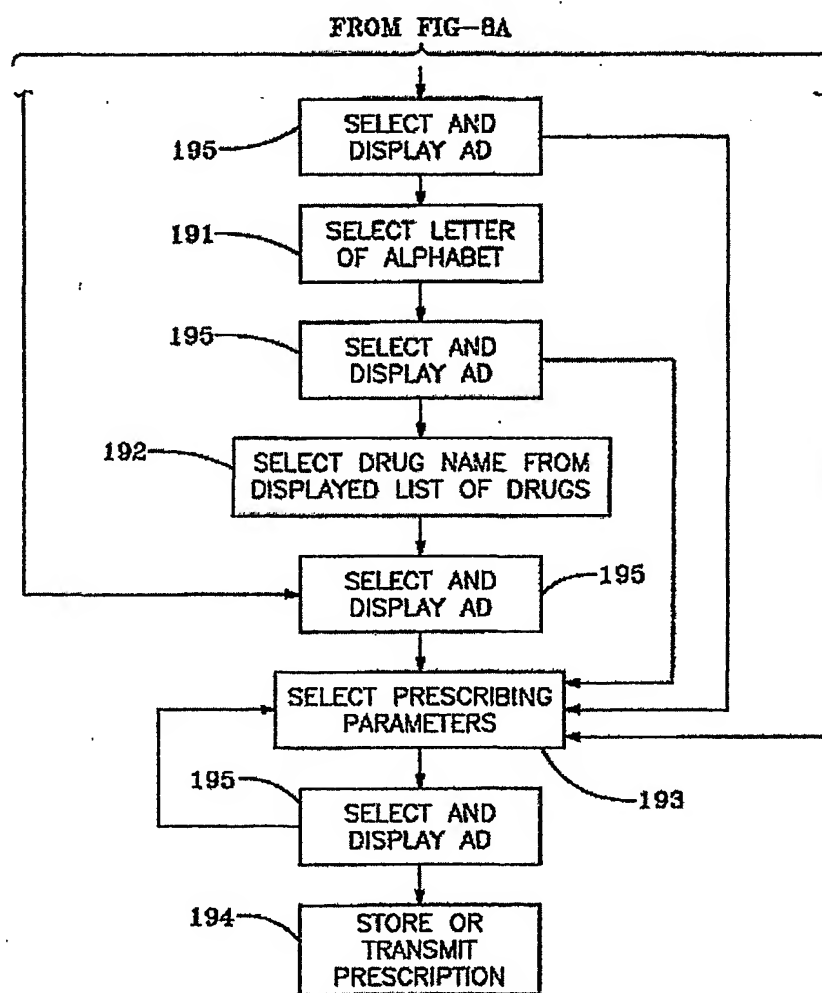 FROM FIG-8A
195
SELECT AND
DISPLAY AD
191
SELECT LETTER
OF ALPHABET
195
SELECT AND
DISPLAY AD
192
SELECT DRUG NAME FROM
DISPLAYED LIST OF DRUGS
SELECT AND
DISPLAY AD
195
SELECT PRESCRIBING
PARAMETERS
193
195
SELECT AND
DISPLAY AD
194
STORE OR
TRANSMIT
PRESCRIPTION